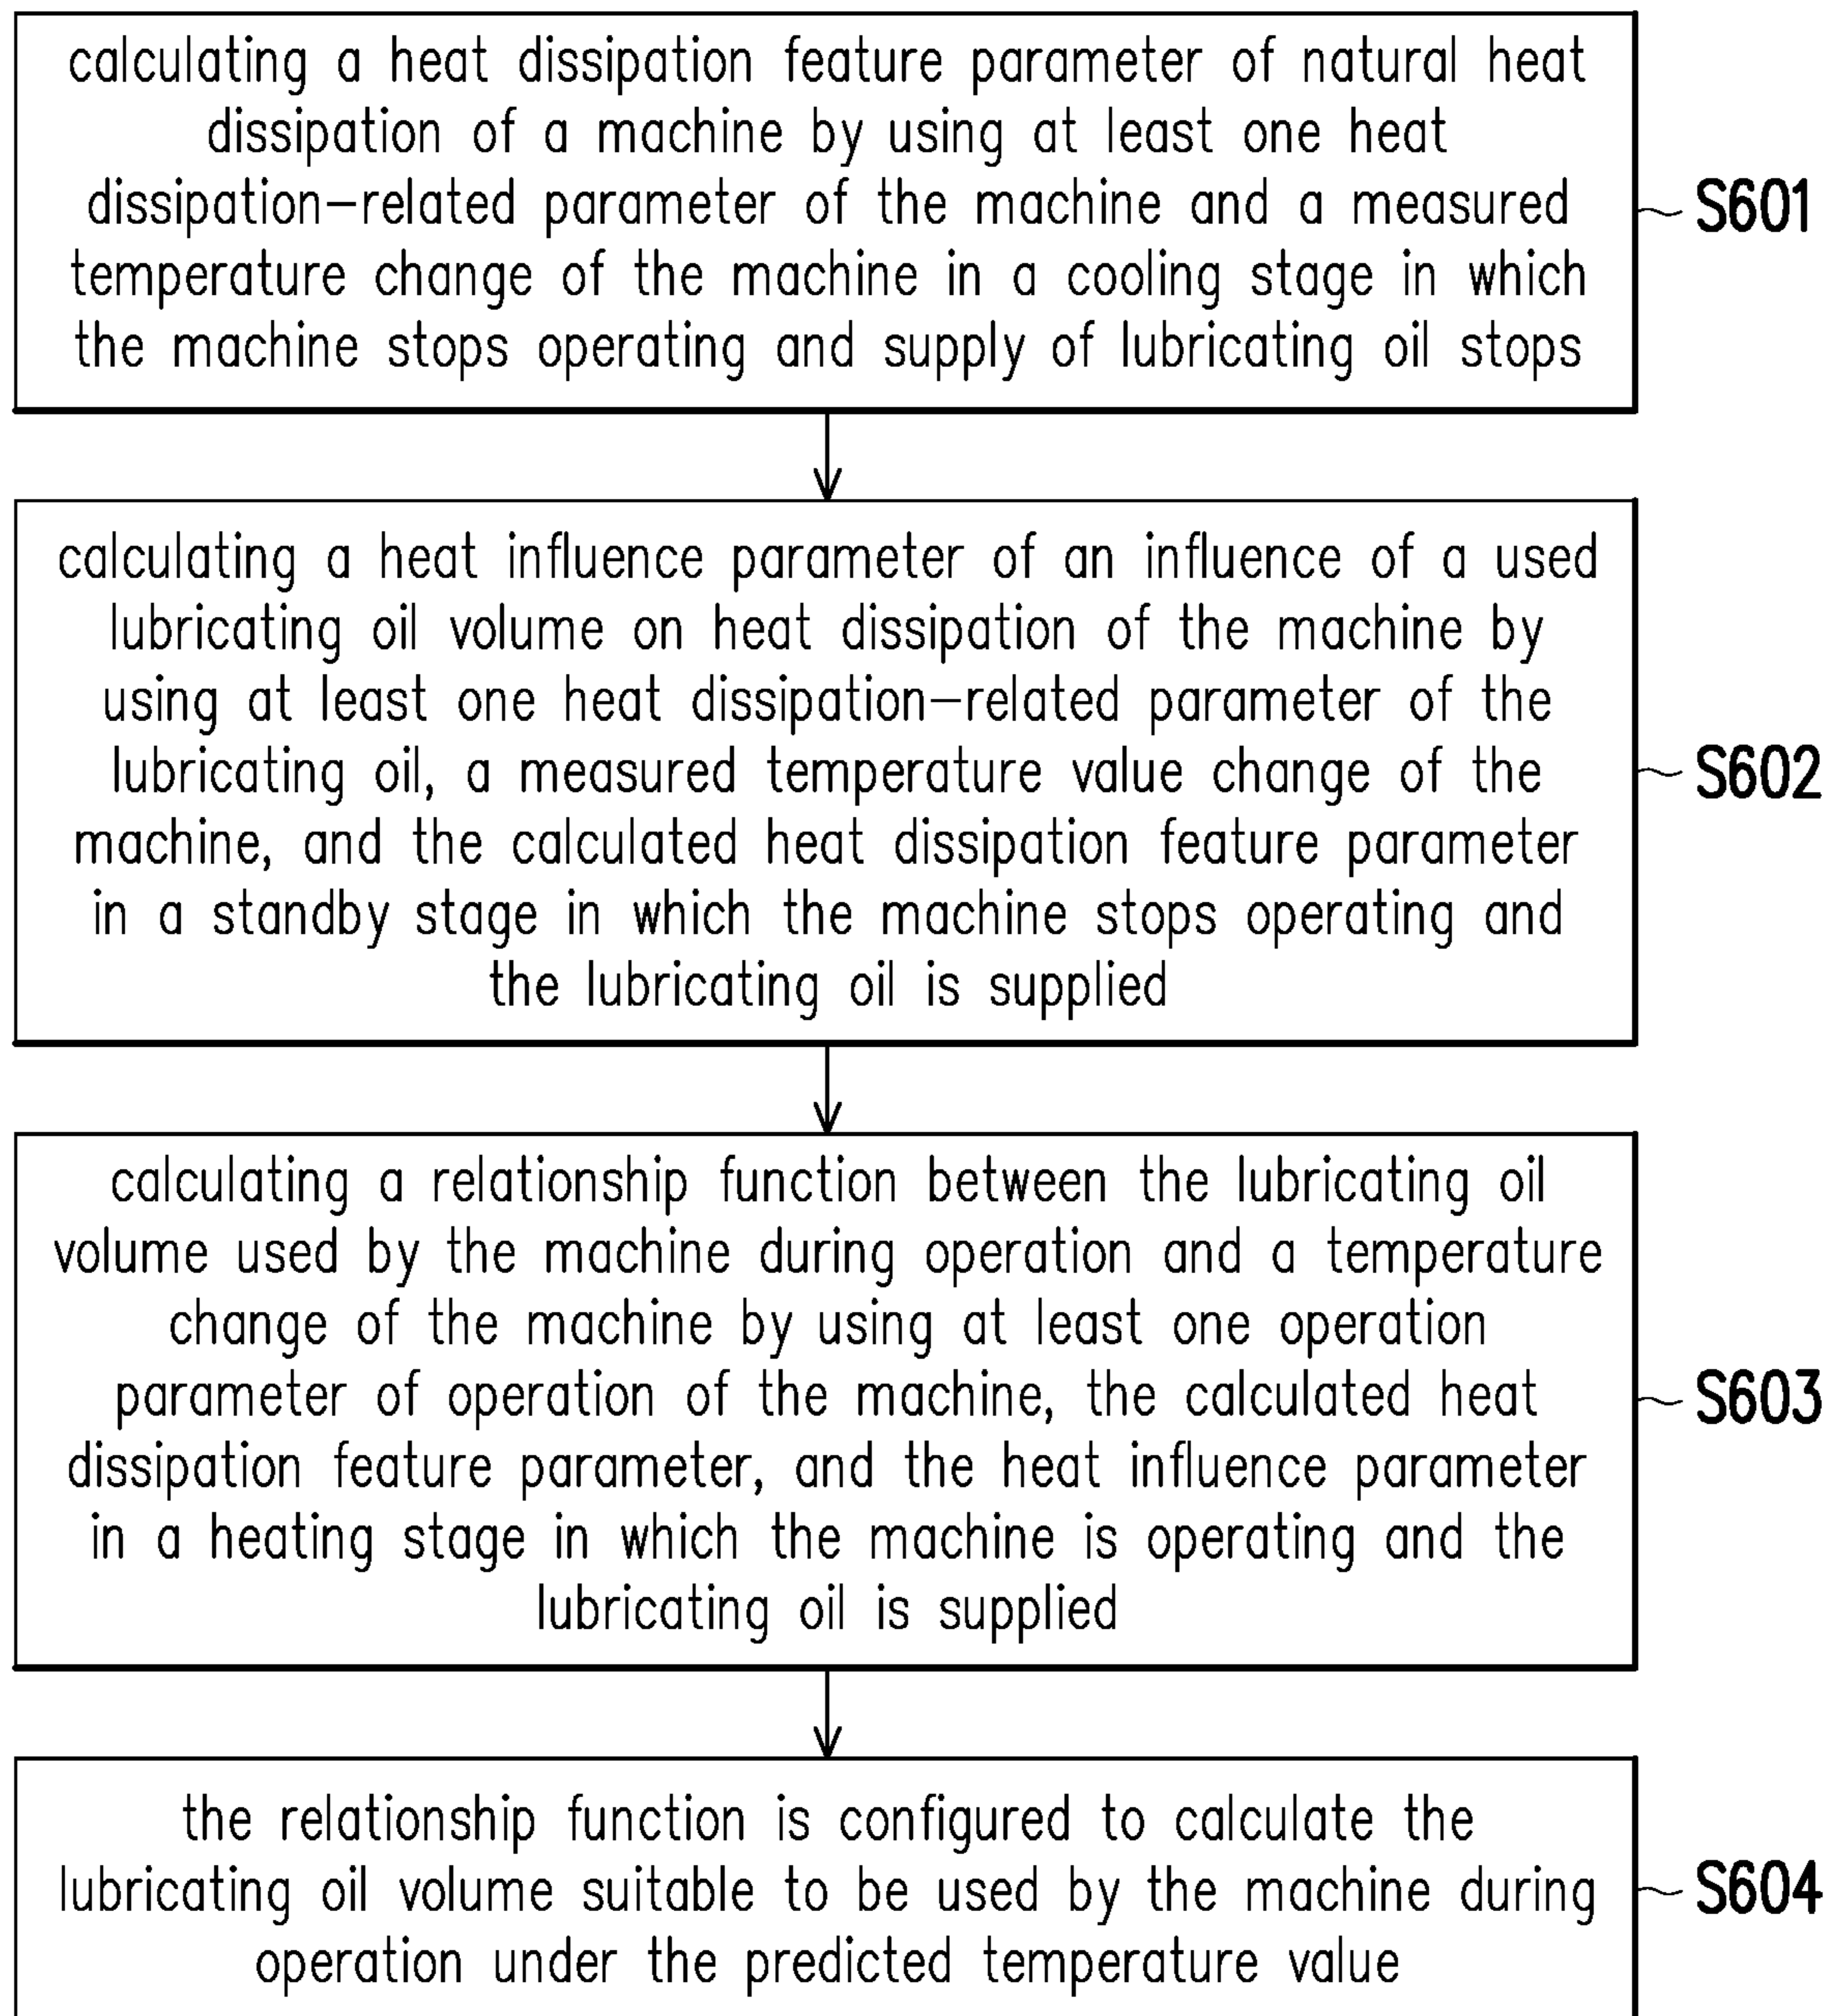 calculating a heat dissipation feature parameter of natural heat
dissipation of a machine by using at least one heat
dissipation-related parameter of the machine and a measured
temperature change of the machine in a cooling stage in which
the machine stops operating and supply of lubricating oil stops
S601
calculating a heat influence parameter of an influence of a used
lubricating oil volume on heat dissipation of the machine by
using at least one heat dissipation-related parameter of the
lubricating oil, a measured temperature value change of the
machine, and the calculated heat dissipation feature parameter
in a standby stage in which the machine stops operating and
the lubricating oil is supplied
S602
calculating a relationship function between the lubricating oil
volume used by the machine during operation and a temperature
change of the machine by using at least one operation
parameter of operation of the machine, the calculated heat
dissipation feature parameter, and the heat influence parameter
in a heating stage in which the machine is operating and the
lubricating oil is supplied
S603
the relationship function is configured to calculate the
lubricating oil volume suitable to be used by the machine during
operation under the predicted temperature value
S604